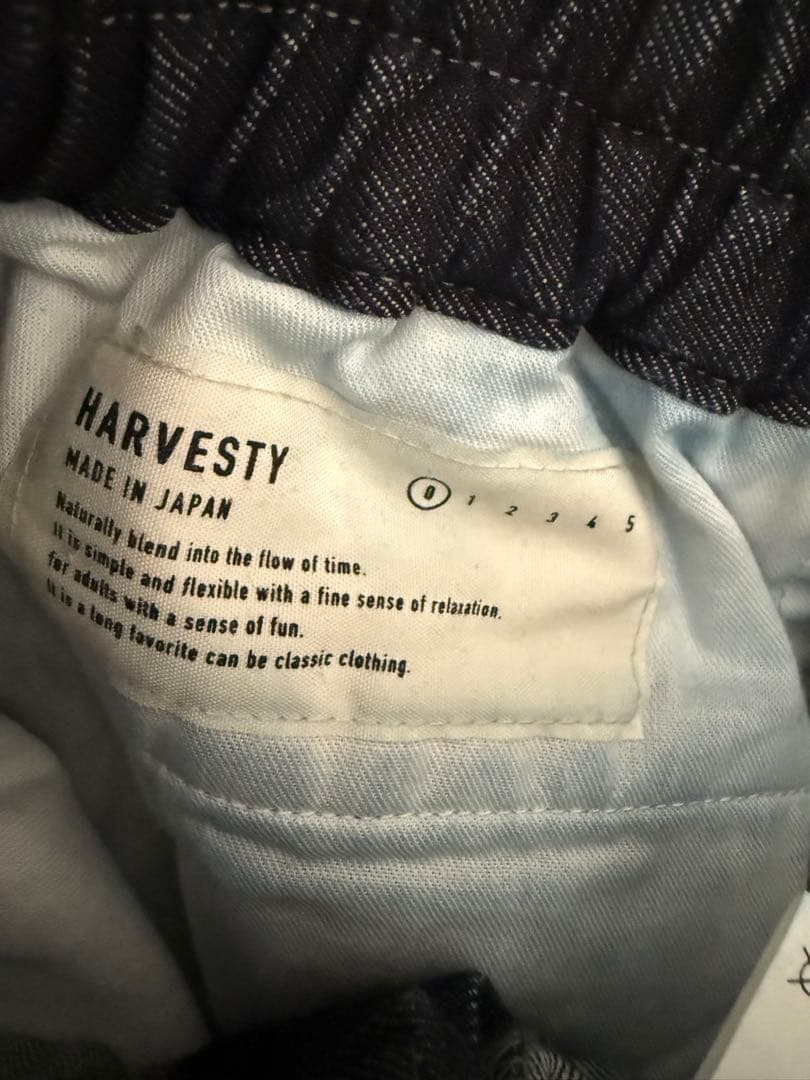 HARVESTY
MADE IN JAPAN
0 1 2 3 4 5
Naturally blend into the flow of time.
It is simple and flexible with a fine sense of relaxation.
for adults with a sense of fun.
It is a long favorite can be classic clothing.